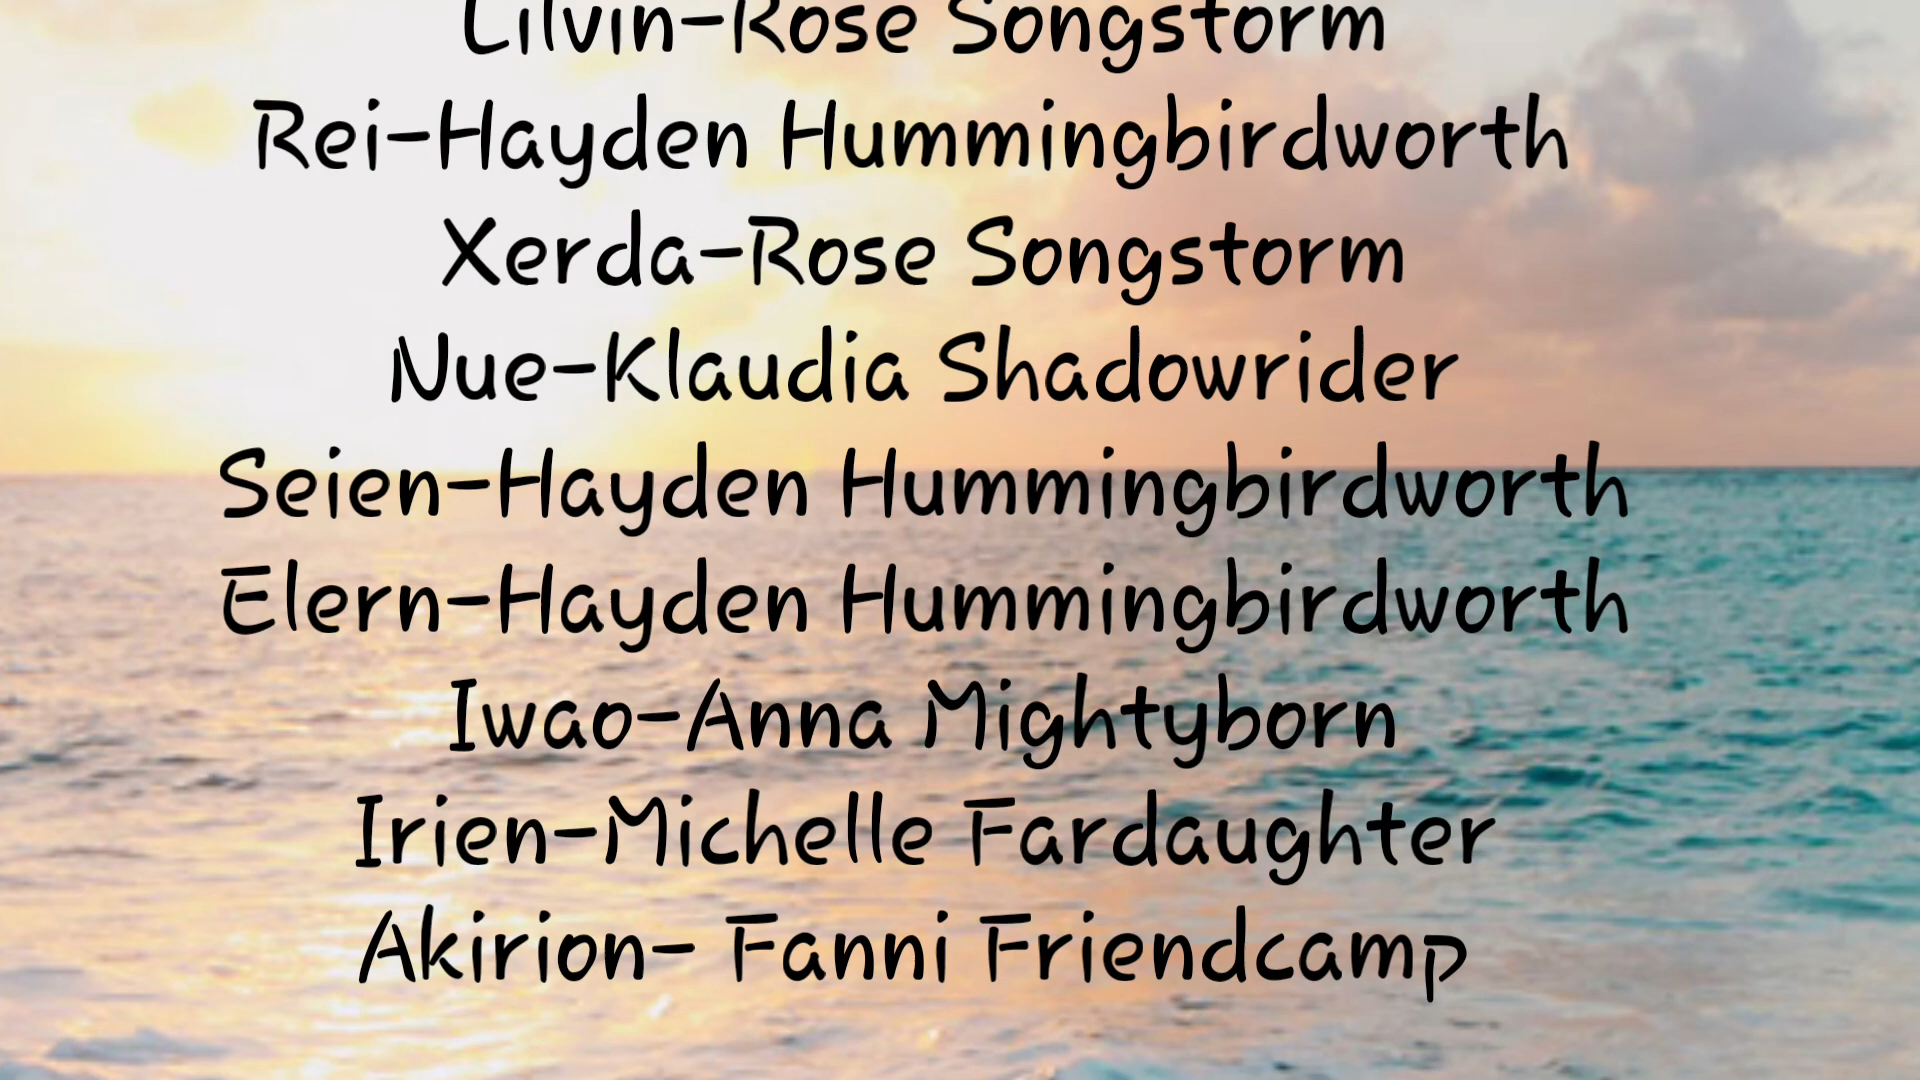 Lilvin-Rose Songstorm
Rei-Hayden Hummingbirdworth
Xerda-Rose Songstorm
Nue-Klaudia Shadowrider
Seien-Hayden Hummingbirdworth
Elern-Hayden Hummingbirdworth
Iwao-Anna Mightyborn
Irien-Michelle Fardaughter
Akirion- Fanni Friendcamp